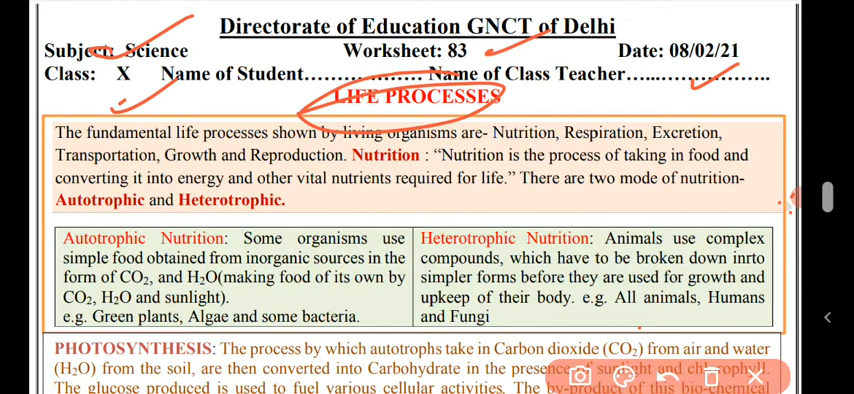 Directorate of Education GNCT of Delhi
Subject: Science Worksheet: 83 Date: 08/02/21
Class: X Name of Student……………… Name of Class Teacher…...…………..
LIFE PROCESSES
The fundamental life processes shown by living organisms are- Nutrition, Respiration, Excretion,
Transportation, Growth and Reproduction. Nutrition : “Nutrition is the process of taking in food and
converting it into energy and other vital nutrients required for life.” There are two mode of nutrition-
Autotrophic and Heterotrophic.
Autotrophic Nutrition: Some organisms use
simple food obtained from inorganic sources in the
form of CO₂, and H₂O(making food of its own by
CO₂, H₂O and sunlight).
e.g. Green plants, Algae and some bacteria.
Heterotrophic Nutrition: Animals use complex
compounds, which have to be broken down inrto
simpler forms before they are used for growth and
upkeep of their body. e.g. All animals, Humans
and Fungi
PHOTOSYNTHESIS: The process by which autotrophs take in Carbon dioxide (CO₂) from air and water
(H₂O) from the soil, are then converted into Carbohydrate in the presence of sunlight and chlorophyll.
The glucose produced is used to fuel various cellular activities. The by-product of this bio-chemical